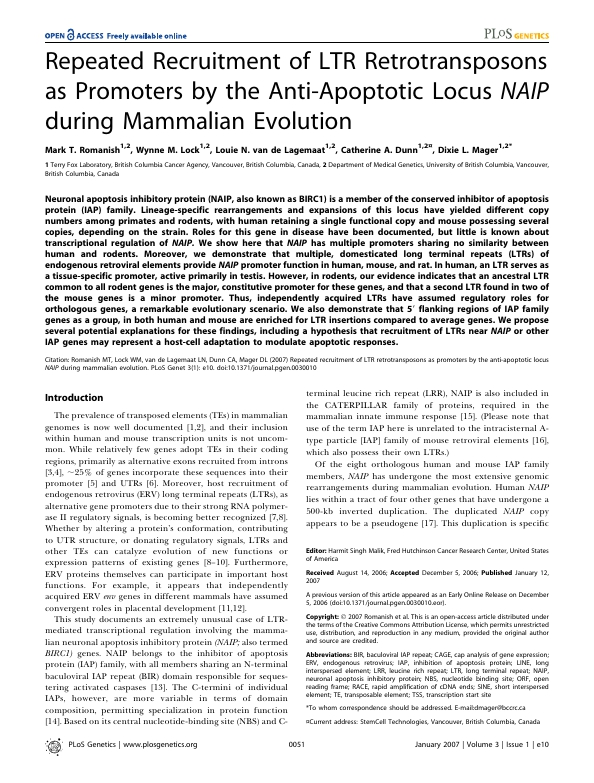 OPEN ACCESS Freely available online
PLoS GENETICS
Repeated Recruitment of LTR Retrotransposons
as Promoters by the Anti-Apoptotic Locus NAIP
during Mammalian Evolution
Mark T. Romanish1,2, Wynne M. Lock1,2, Louie N. van de Lagemaat1,2, Catherine A. Dunn1,2¤, Dixie L. Mager1,2*
1 Terry Fox Laboratory, British Columbia Cancer Agency, Vancouver, British Columbia, Canada, 2 Department of Medical Genetics, University of British Columbia, Vancouver,
British Columbia, Canada
Neuronal apoptosis inhibitory protein (NAIP, also known as BIRC1) is a member of the conserved inhibitor of apoptosis
protein (IAP) family. Lineage-specific rearrangements and expansions of this locus have yielded different copy
numbers among primates and rodents, with human retaining a single functional copy and mouse possessing several
copies, depending on the strain. Roles for this gene in disease have been documented, but little is known about
transcriptional regulation of NAIP. We show here that NAIP has multiple promoters sharing no similarity between
human and rodents. Moreover, we demonstrate that multiple, domesticated long terminal repeats (LTRs) of
endogenous retroviral elements provide NAIP promoter function in human, mouse, and rat. In human, an LTR serves as
a tissue-specific promoter, active primarily in testis. However, in rodents, our evidence indicates that an ancestral LTR
common to all rodent genes is the major, constitutive promoter for these genes, and that a second LTR found in two of
the mouse genes is a minor promoter. Thus, independently acquired LTRs have assumed regulatory roles for
orthologous genes, a remarkable evolutionary scenario. We also demonstrate that 5′ flanking regions of IAP family
genes as a group, in both human and mouse are enriched for LTR insertions compared to average genes. We propose
several potential explanations for these findings, including a hypothesis that recruitment of LTRs near NAIP or other
IAP genes may represent a host-cell adaptation to modulate apoptotic responses.
Citation: Romanish MT, Lock WM, van de Lagemaat LN, Dunn CA, Mager DL (2007) Repeated recruitment of LTR retrotransposons as promoters by the anti-apoptotic locus
NAIP during mammalian evolution. PLoS Genet 3(1): e10. doi:10.1371/journal.pgen.0030010
Introduction
The prevalence of transposed elements (TEs) in mammalian
genomes is now well documented [1,2], and their inclusion
within human and mouse transcription units is not uncom-
mon. While relatively few genes adopt TEs in their coding
regions, primarily as alternative exons recruited from introns
[3,4], ~25% of genes incorporate these sequences into their
promoter [5] and UTRs [6]. Moreover, host recruitment of
endogenous retrovirus (ERV) long terminal repeats (LTRs), as
alternative gene promoters due to their strong RNA polymer-
ase II regulatory signals, is becoming better recognized [7,8].
Whether by altering a protein's conformation, contributing
to UTR structure, or donating regulatory signals, LTRs and
other TEs can catalyze evolution of new functions or
expression patterns of existing genes [8–10]. Furthermore,
ERV proteins themselves can participate in important host
functions. For example, it appears that independently
acquired ERV env genes in different mammals have assumed
convergent roles in placental development [11,12].
This study documents an extremely unusual case of LTR-
mediated transcriptional regulation involving the mamma-
lian neuronal apoptosis inhibitory protein (NAIP; also termed
BIRC1) genes. NAIP belongs to the inhibitor of apoptosis
protein (IAP) family, with all members sharing an N-terminal
baculoviral IAP repeat (BIR) domain responsible for seques-
tering activated caspases [13]. The C-termini of individual
IAPs, however, are more variable in terms of domain
composition, permitting specialization in protein function
[14]. Based on its central nucleotide-binding site (NBS) and C-
terminal leucine rich repeat (LRR), NAIP is also included in
the CATERPILLAR family of proteins, required in the
mammalian innate immune response [15]. (Please note that
use of the term IAP here is unrelated to the intracisternal A-
type particle [IAP] family of mouse retroviral elements [16],
which also possess their own LTRs.)
Of the eight orthologous human and mouse IAP family
members, NAIP has undergone the most extensive genomic
rearrangements during mammalian evolution. Human NAIP
lies within a tract of four other genes that have undergone a
500-kb inverted duplication. The duplicated NAIP copy
appears to be a pseudogene [17]. This duplication is specific
Editor: Harmit Singh Malik, Fred Hutchinson Cancer Research Center, United States
of America
Received August 14, 2006; Accepted December 5, 2006; Published January 12,
2007
A previous version of this article appeared as an Early Online Release on December
5, 2006 (doi:10.1371/journal.pgen.0030010.eor).
Copyright: © 2007 Romanish et al. This is an open-access article distributed under
the terms of the Creative Commons Attribution License, which permits unrestricted
use, distribution, and reproduction in any medium, provided the original author
and source are credited.
Abbreviations: BIR, baculoviral IAP repeat; CAGE, cap analysis of gene expression;
ERV, endogenous retrovirus; IAP, inhibition of apoptosis protein; LINE, long
interspersed element; LRR, leucine rich repeat; LTR, long terminal repeat; NAIP,
neuronal apoptosis inhibitory protein; NBS, nucleotide binding site; ORF, open
reading frame; RACE, rapid amplification of cDNA ends; SINE, short interspersed
element; TE, transposable element; TSS, transcription start site
*To whom correspondence should be addressed. E-mail:dmager@bccrc.ca
¤Current address: StemCell Technologies, Vancouver, British Columbia, Canada
PLoS Genetics | www.plosgenetics.org
0051
January 2007 | Volume 3 | Issue 1 | e10